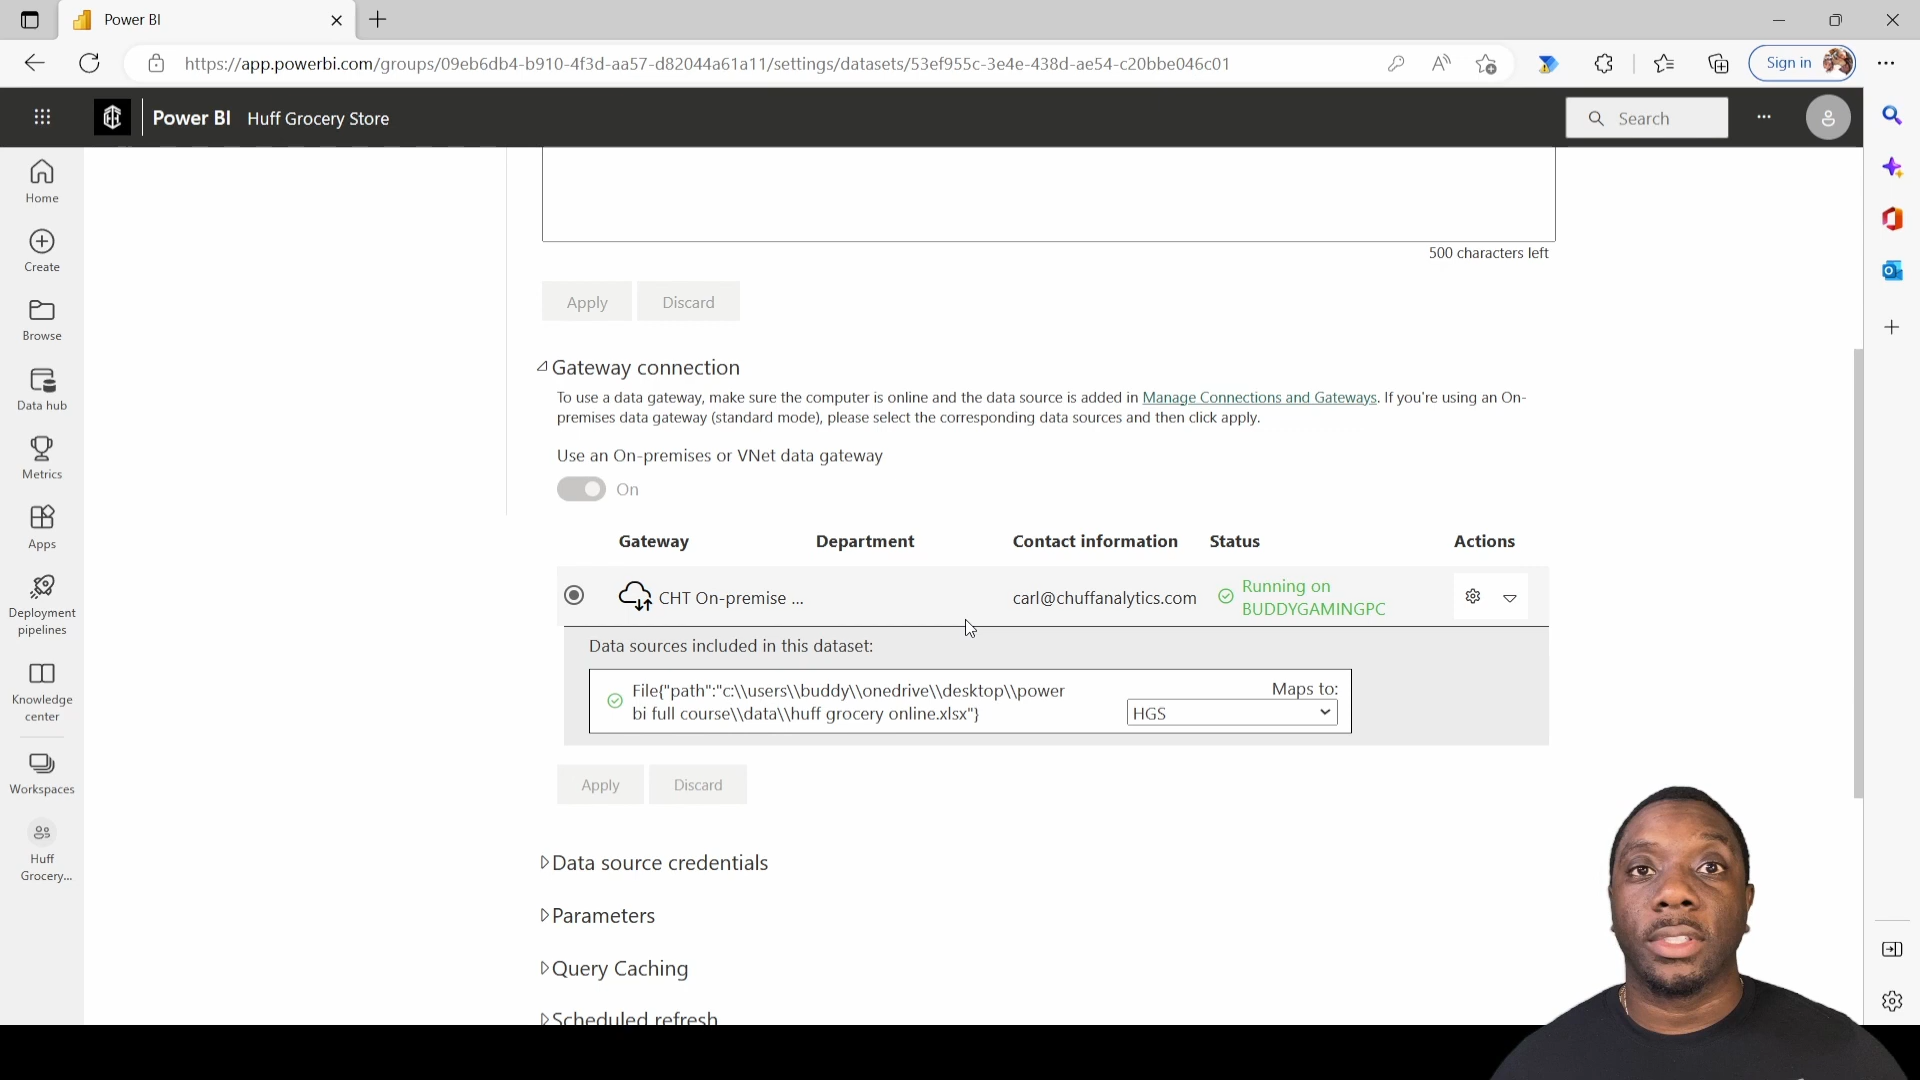 Power BI
https://app.powerbi.com/groups/09eb6db4-b910-4f3d-aa57-d82044a61a11/settings/datasets/53ef955c-3e4e-438d-ae54-c20bbe046c01
Sign in
Power BI Huff Grocery Store
Search
Home
Create
Browse
Data hub
Metrics
Apps
Deployment
pipelines
Knowledge
center
Workspaces
Huff
Grocery...
500 characters left
Apply Discard
Gateway connection
To use a data gateway, make sure the computer is online and the data source is added in Manage Connections and Gateways. If you're using an On-
premises data gateway (standard mode), please select the corresponding data sources and then click apply.
Use an On-premises or VNet data gateway
On
Gateway Department Contact information Status Actions
CHT On-premise ... carl@chuffanalytics.com Running on
BUDDYGAMINGPC
Data sources included in this dataset:
File{"path":"c:\\users\\buddy\\onedrive\\desktop\\power
bi full course\\data\\huff grocery online.xlsx"}
Maps to:
HGS
Apply Discard
Data source credentials
Parameters
Query Caching
Scheduled refresh